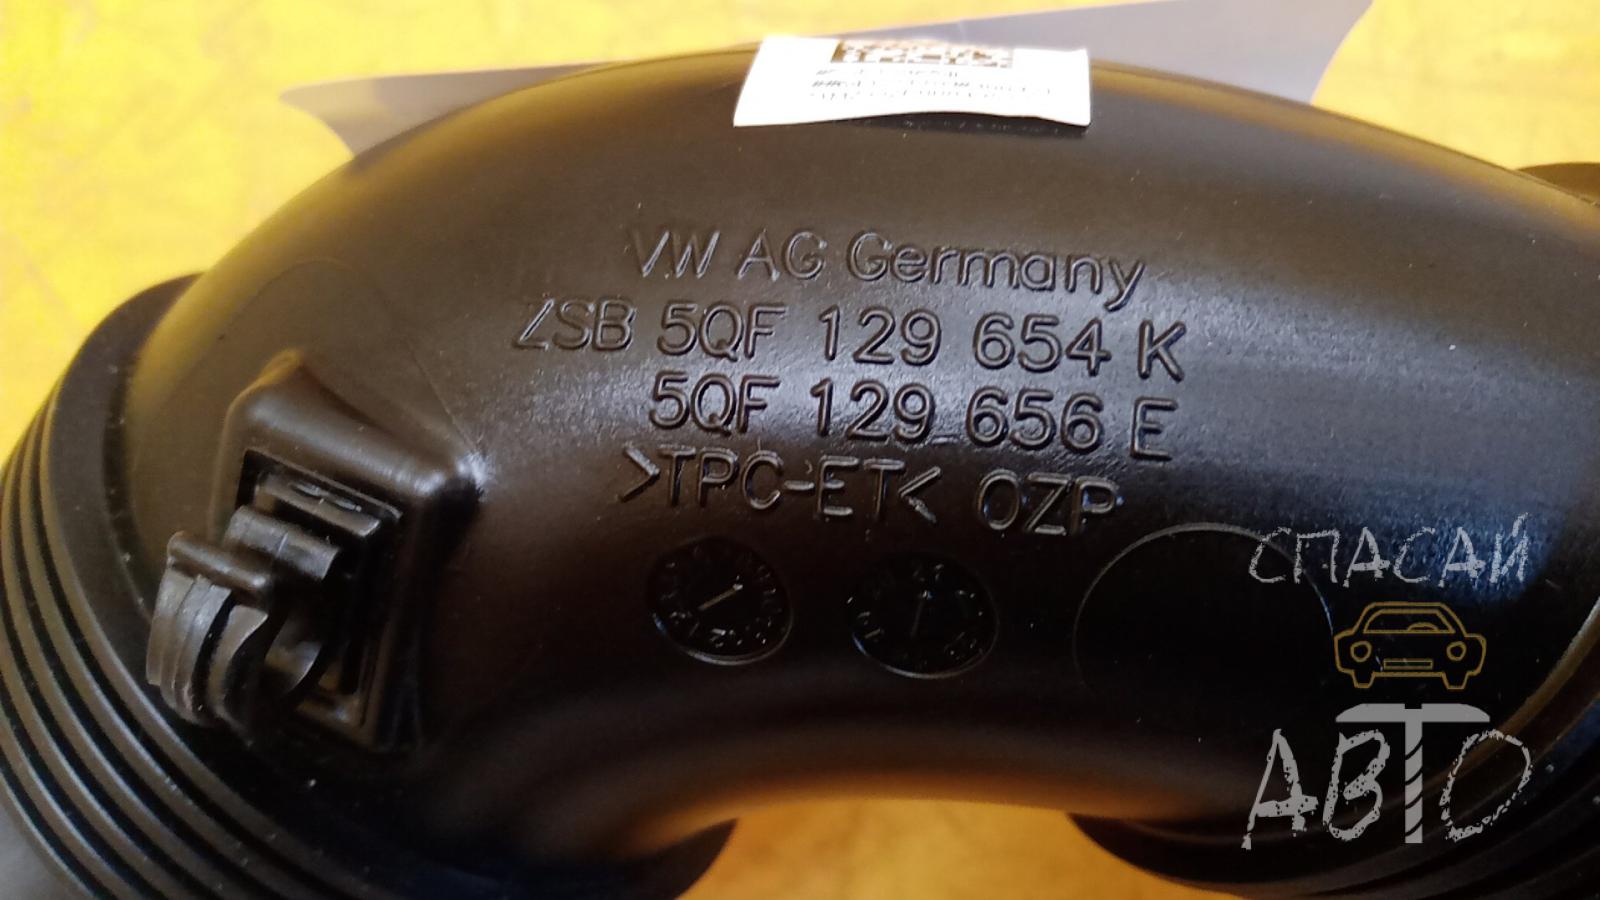 VW AG Germany
ZSB 5QF 129 654 K
5QF 129 656 E
>TPC-ET< OZP
СПАСАЙ
АВТО